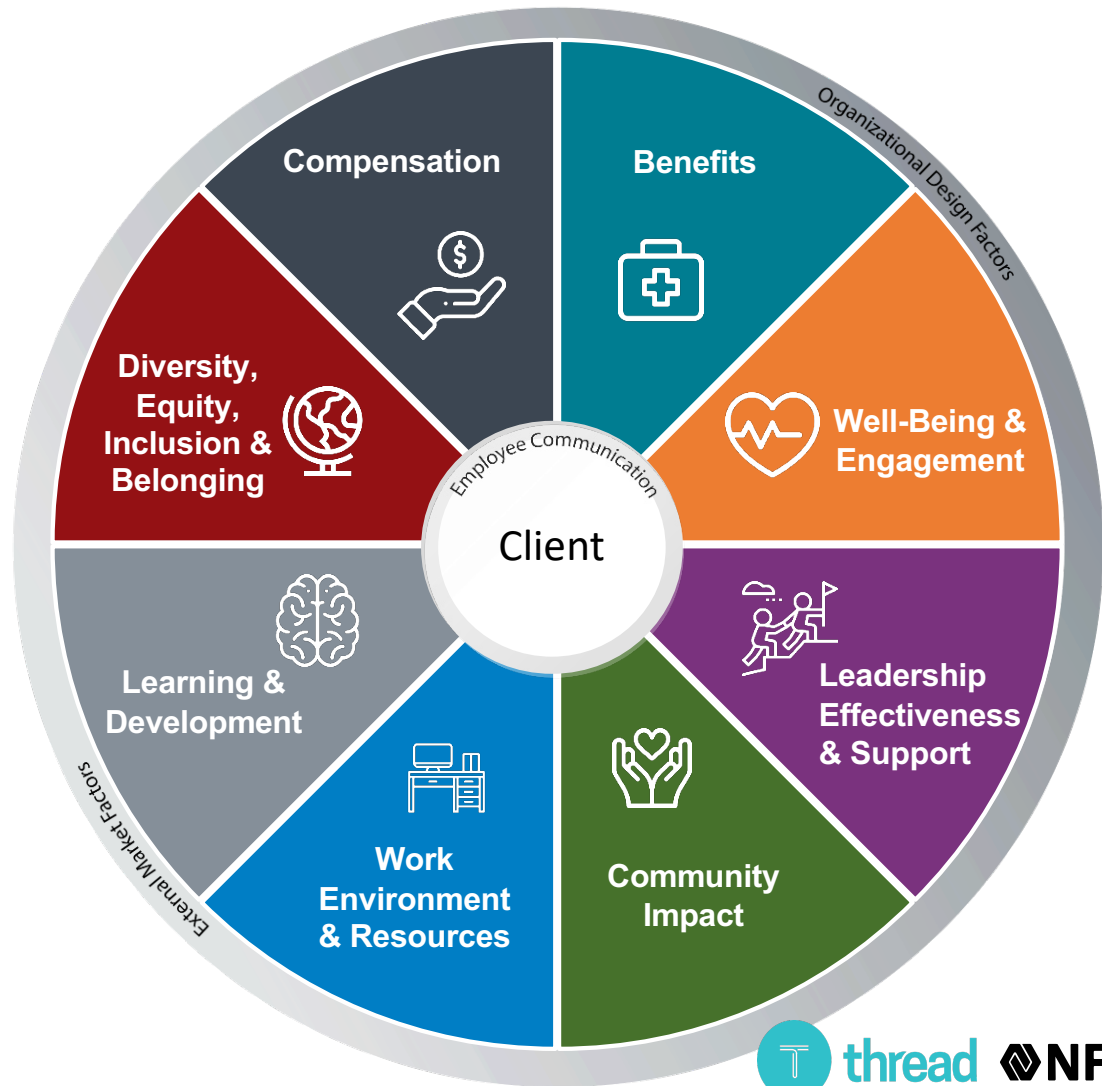 Organizational Design Factors
Compensation
Benefits
Diversity,
Equity,
Inclusion &
Belonging
Well-Being &
Engagement
Employee Communication
Client
Learning &
Development
Leadership
Effectiveness
& Support
Work
Environment
& Resources
Community
Impact
External Market Factors
$
T thread NF